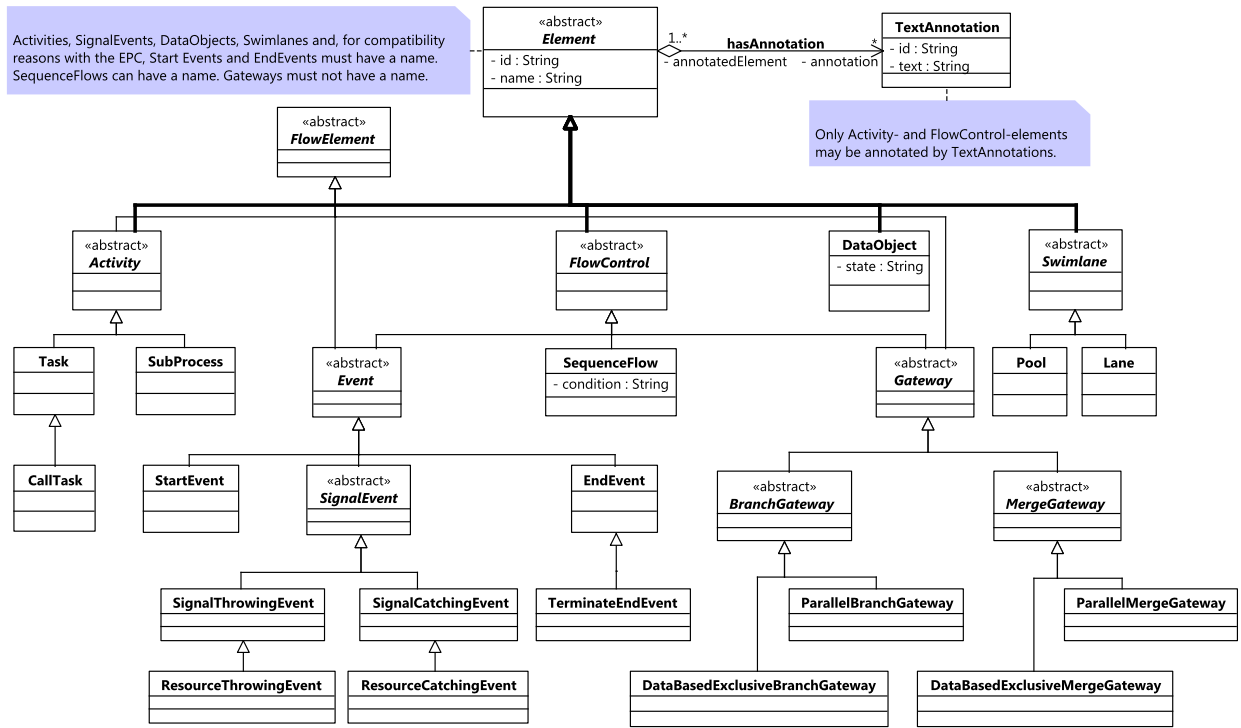 Activities, SignalEvents, DataObjects, Swimlanes and, for compatibility
reasons with the EPC, Start Events and EndEvents must have a name.
SequenceFlows can have a name. Gateways must not have a name.
«abstract»
Element
- id : String
- name : String
1..*
hasAnnotation
*
- annotatedElement
- annotation
TextAnnotation
- id : String
- text : String
Only Activity- and FlowControl-elements
may be annotated by TextAnnotations.
«abstract»
FlowElement
«abstract»
Activity
«abstract»
FlowControl
DataObject
- state : String
«abstract»
Swimlane
Task
SubProcess
«abstract»
Event
SequenceFlow
- condition : String
«abstract»
Gateway
Pool
Lane
CallTask
StartEvent
«abstract»
SignalEvent
EndEvent
«abstract»
BranchGateway
«abstract»
MergeGateway
SignalThrowingEvent
SignalCatchingEvent
TerminateEndEvent
ParallelBranchGateway
ParallelMergeGateway
ResourceThrowingEvent
ResourceCatchingEvent
DataBasedExclusiveBranchGateway
DataBasedExclusiveMergeGateway